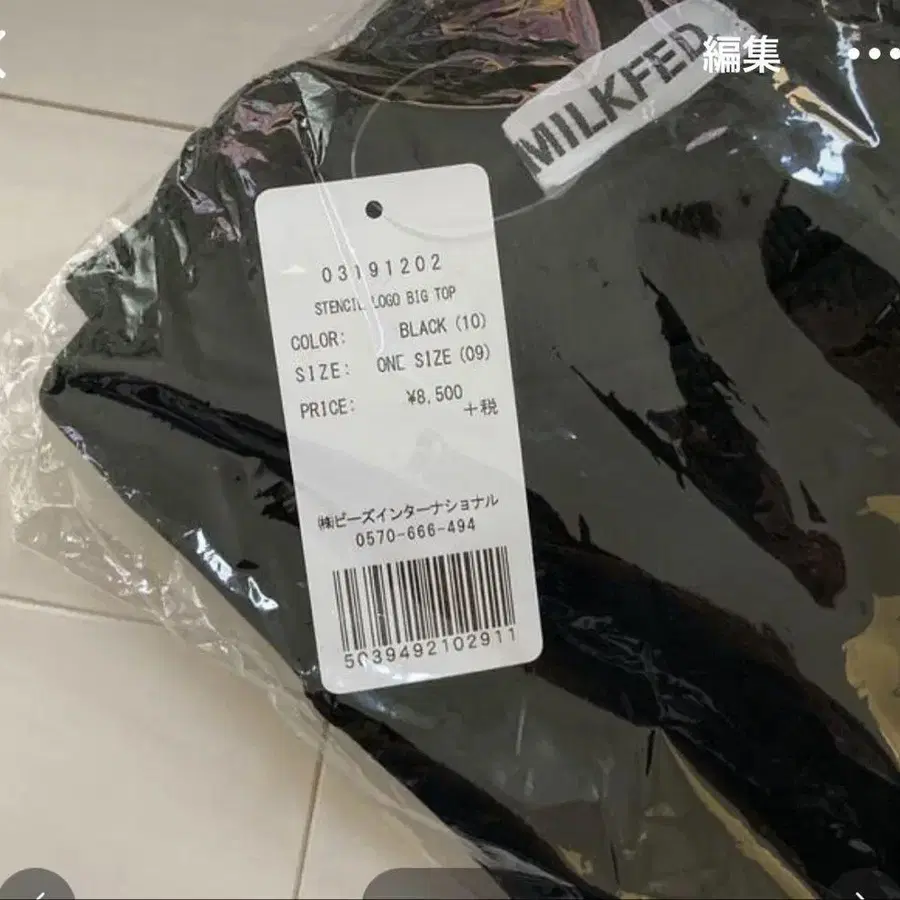 編集
MILKFED
03191202
STENCIL LOGO BIG TOP
COLOR: BLACK (10)
SIZE: ONE SIZE (09)
PRICE: ¥8,500
+税
㈱ビーズインターナショナル
0570-666-494
5039492102911